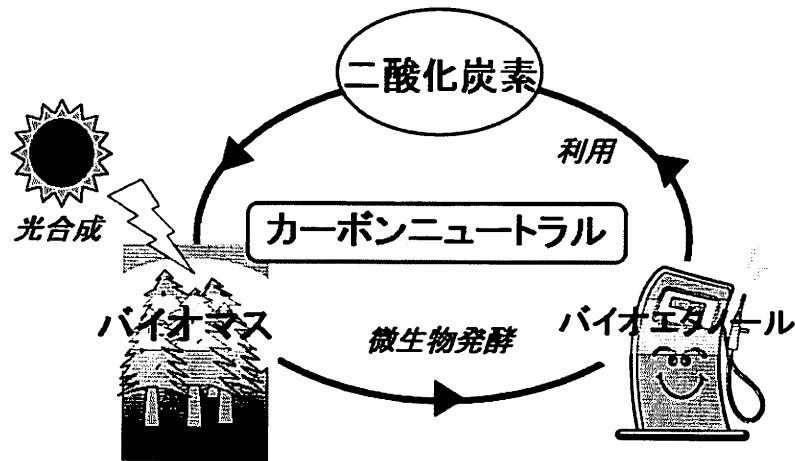 二酸化炭素
利用
光合成
カーボンニュートラル
バイオマス
バイオエタノール
微生物発酵